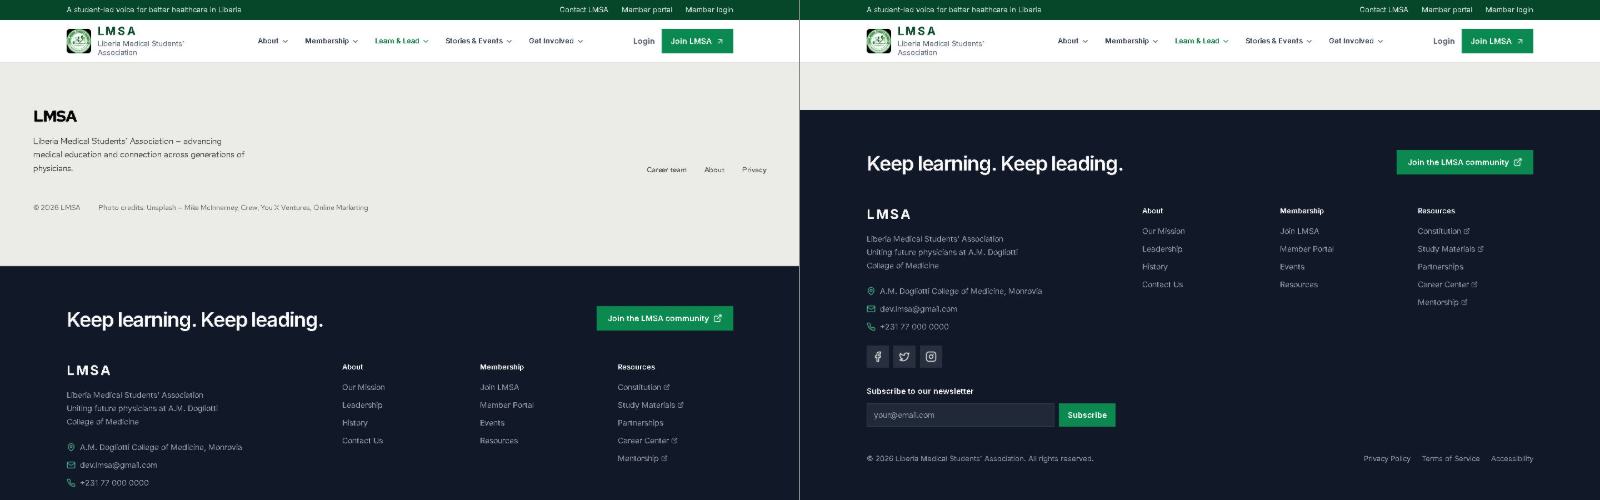 A student-led voice for better healthcare in Liberia
Contact LMSA Member portal Member login
LMSA
Liberia Medical Students'
Association
About Membership Learn & Lead Stories & Events Get Involved Login Join LMSA
LMSA
Liberia Medical Students' Association — advancing
medical education and connection across generations of
physicians.
Career team About Privacy
© 2026 LMSA Photo credits: Unsplash — Mike McInnerney, Crew, You X Ventures, Online Marketing
Keep learning. Keep leading.
Join the LMSA community
LMSA
Liberia Medical Students' Association
Uniting future physicians at A.M. Dogliotti
College of Medicine
A.M. Dogliotti College of Medicine, Monrovia
dev.lmsa@gmail.com
+231 77 000 0000
About
Our Mission
Leadership
History
Contact Us
Membership
Join LMSA
Member Portal
Events
Resources
Resources
Constitution
Study Materials
Partnerships
Career Center
Mentorship
A student-led voice for better healthcare in Liberia
Contact LMSA Member portal Member login
LMSA
Liberia Medical Students'
Association
About Membership Learn & Lead Stories & Events Get Involved Login Join LMSA
Keep learning. Keep leading.
Join the LMSA community
LMSA
Liberia Medical Students' Association
Uniting future physicians at A.M. Dogliotti
College of Medicine
A.M. Dogliotti College of Medicine, Monrovia
dev.lmsa@gmail.com
+231 77 000 0000
About
Our Mission
Leadership
History
Contact Us
Membership
Join LMSA
Member Portal
Events
Resources
Resources
Constitution
Study Materials
Partnerships
Career Center
Mentorship
Subscribe to our newsletter
your@email.com
Subscribe
© 2026 Liberia Medical Students' Association. All rights reserved.
Privacy Policy Terms of Service Accessibility